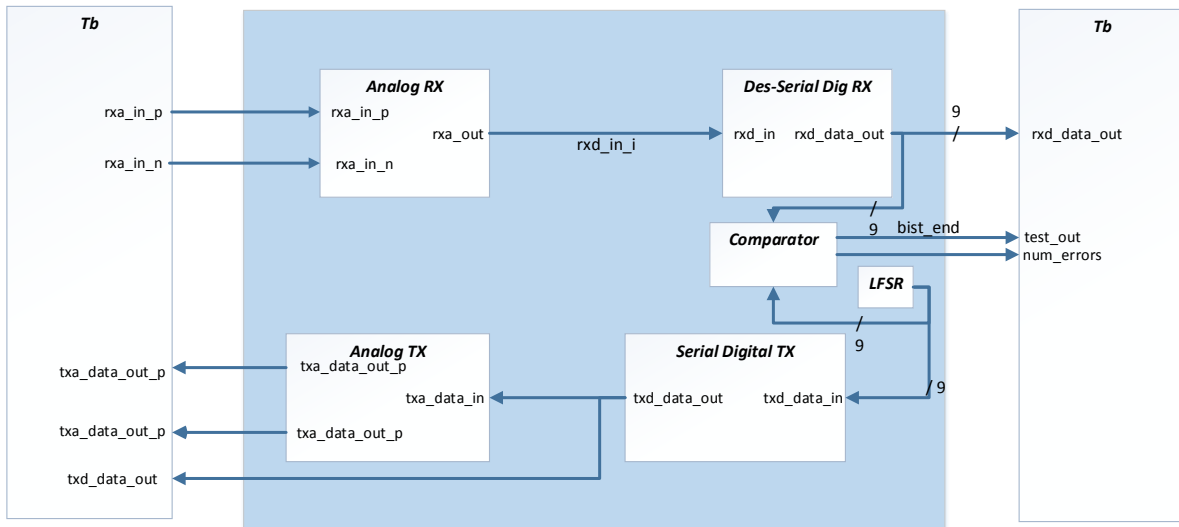 Tb
Tb
Analog RX
Des-Serial Dig RX
9
rxa_in_p
rxa_in_p
rxa_out
rxd_in
rxd_data_out
/
rxd_data_out
rxd_in_i
rxa_in_n
rxa_in_n
/
9
bist_end
Comparator
test_out
num_errors
LFSR
/
9
Analog TX
Serial Digital TX
txa_data_out_p
txa_data_out_p
/ 9
txa_data_in
txd_data_out
txd_data_in
txa_data_out_p
txa_data_out_p
txd_data_out